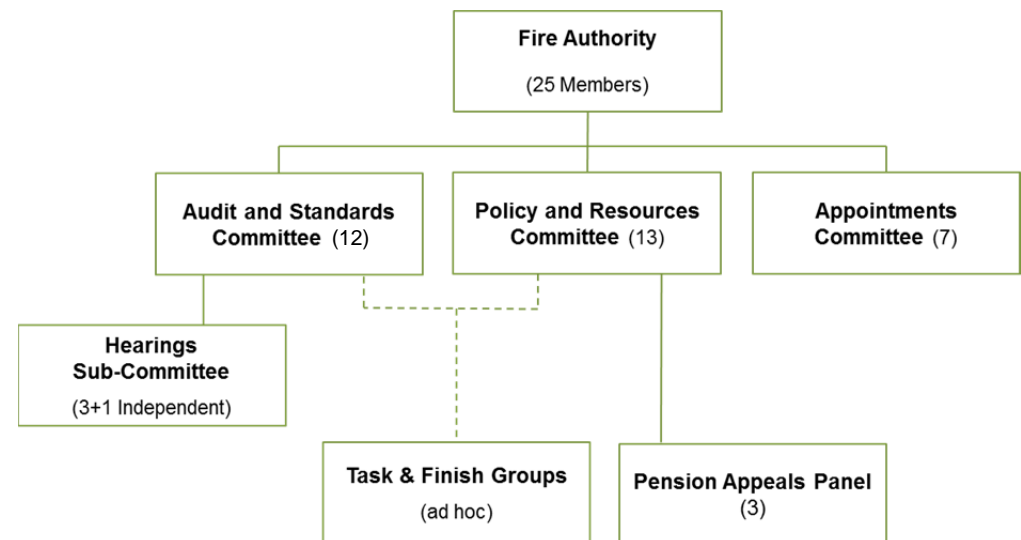 Fire Authority
(25 Members)
Audit and Standards
Committee (12)
Policy and Resources
Committee (13)
Appointments
Committee (7)
Hearings
Sub-Committee
(3+1 Independent)
Task & Finish Groups
(ad hoc)
Pension Appeals Panel
(3)